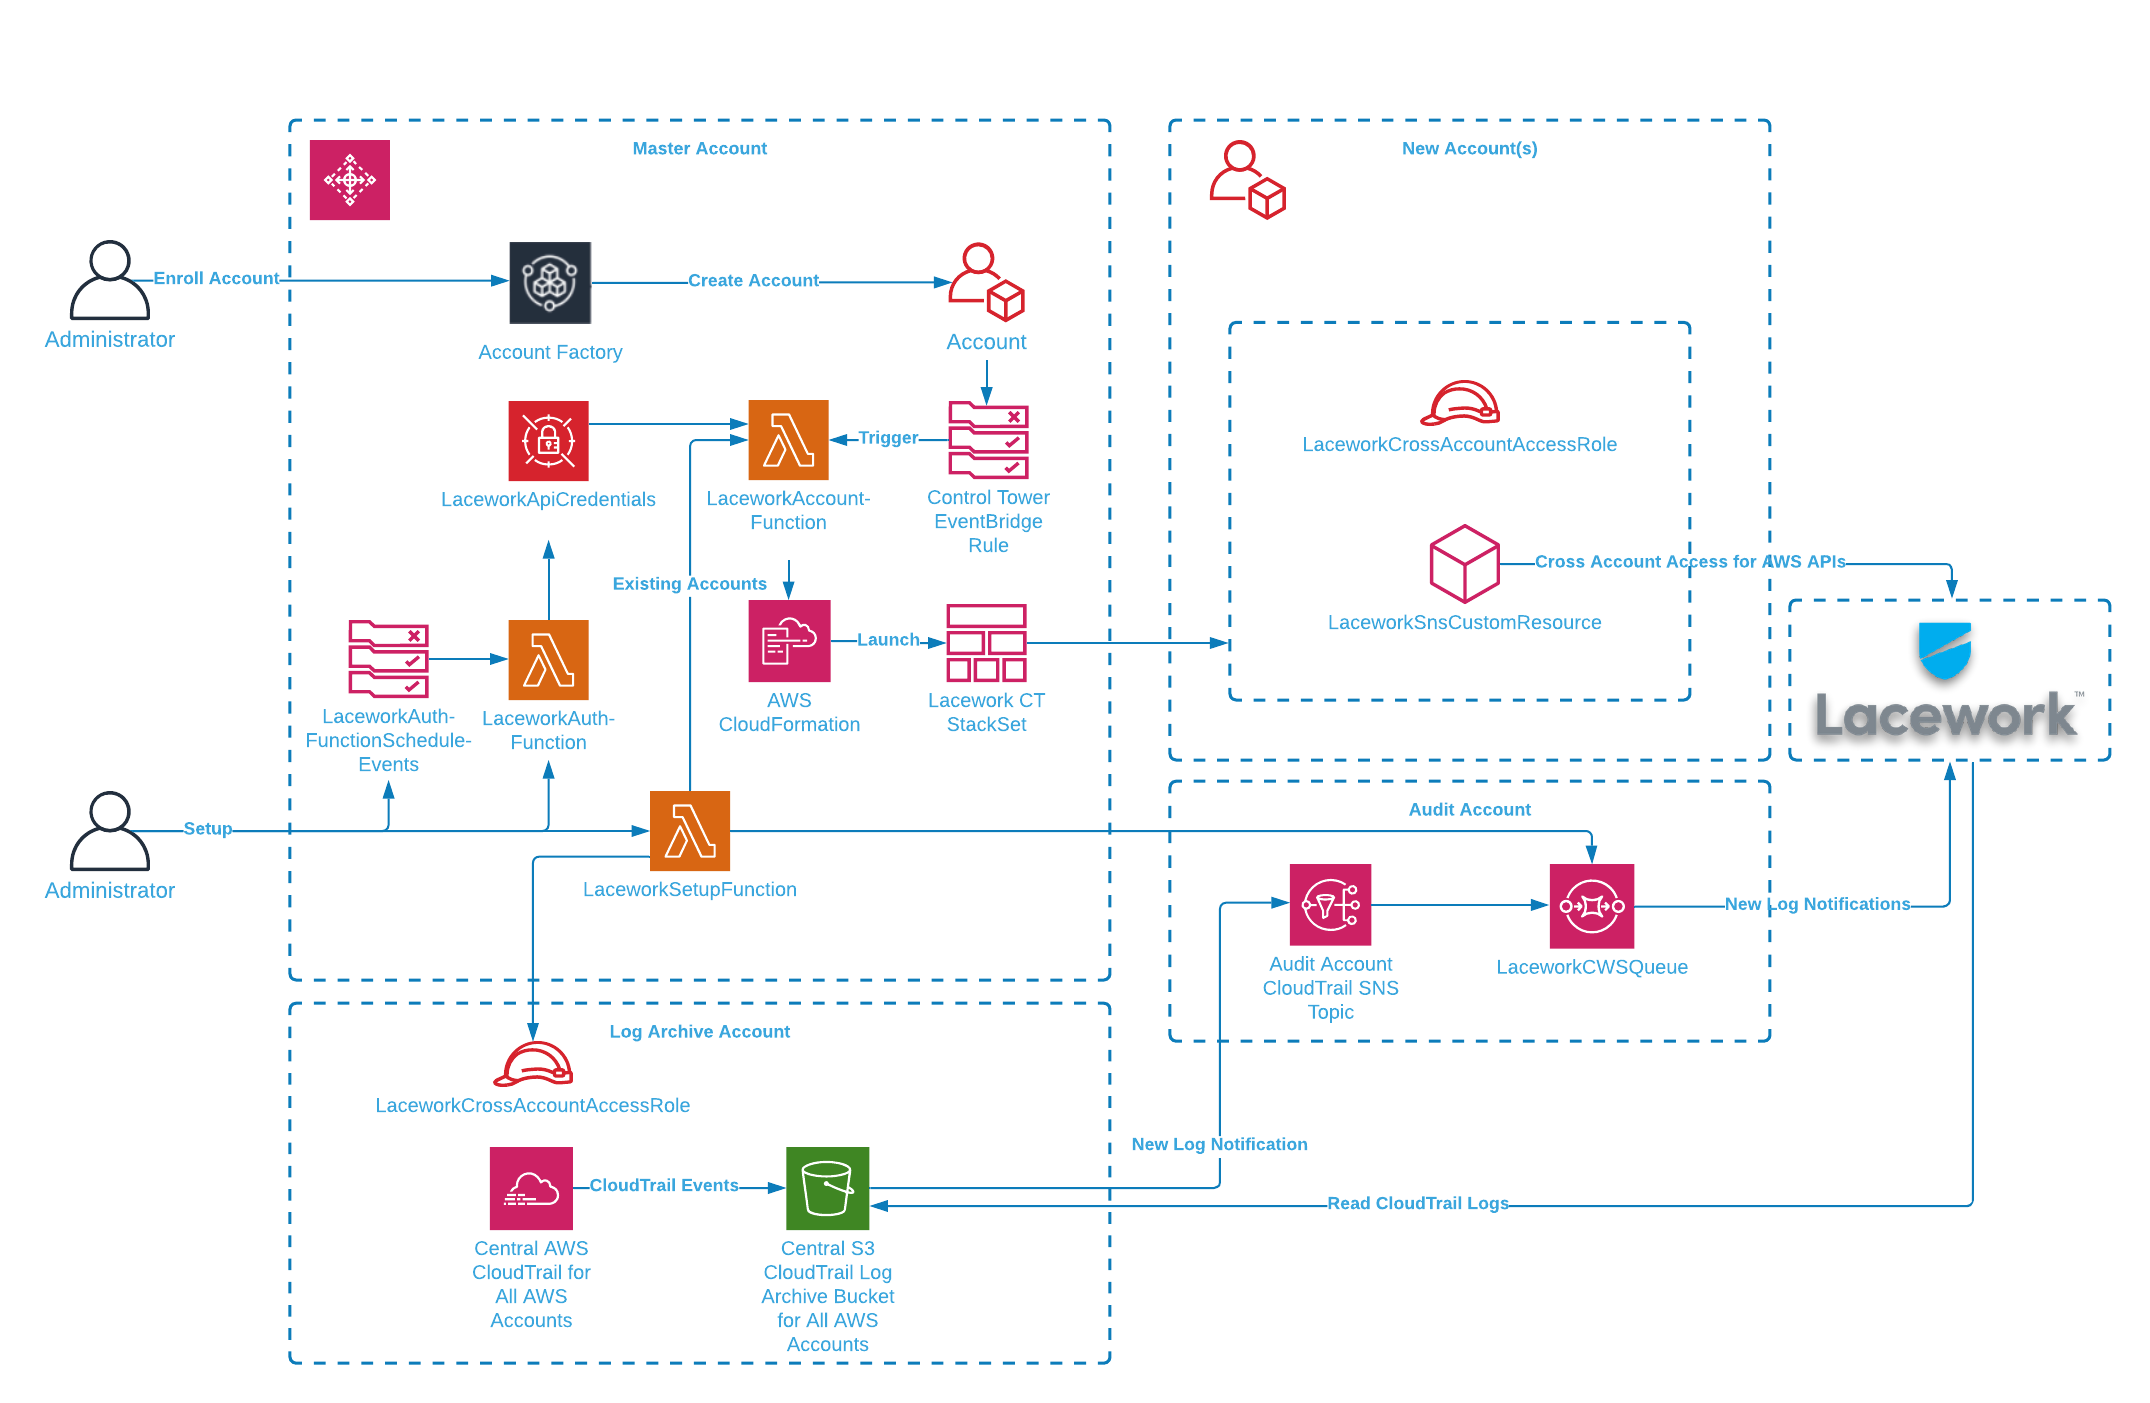 Master Account
New Account(s)
Enroll Account
Create Account
Administrator
Account Factory
Account
LaceworkApiCredentials
LaceworkAccount-
Function
Trigger
Control Tower
EventBridge
Rule
Existing Accounts
LaceworkAuth-
FunctionSchedule-
Events
LaceworkAuth-
Function
AWS
CloudFormation
Launch
Lacework CT
StackSet
LaceworkCrossAccountAccessRole
Cross Account Access for AWS APIs
LaceworkSnsCustomResource
Lacework™
Setup
Administrator
LaceworkSetupFunction
Audit Account
Audit Account
CloudTrail SNS
Topic
LaceworkCWSQueue
New Log Notifications
Log Archive Account
LaceworkCrossAccountAccessRole
CloudTrail Events
New Log Notification
Read CloudTrail Logs
Central AWS
CloudTrail for
All AWS
Accounts
Central S3
CloudTrail Log
Archive Bucket
for All AWS
Accounts